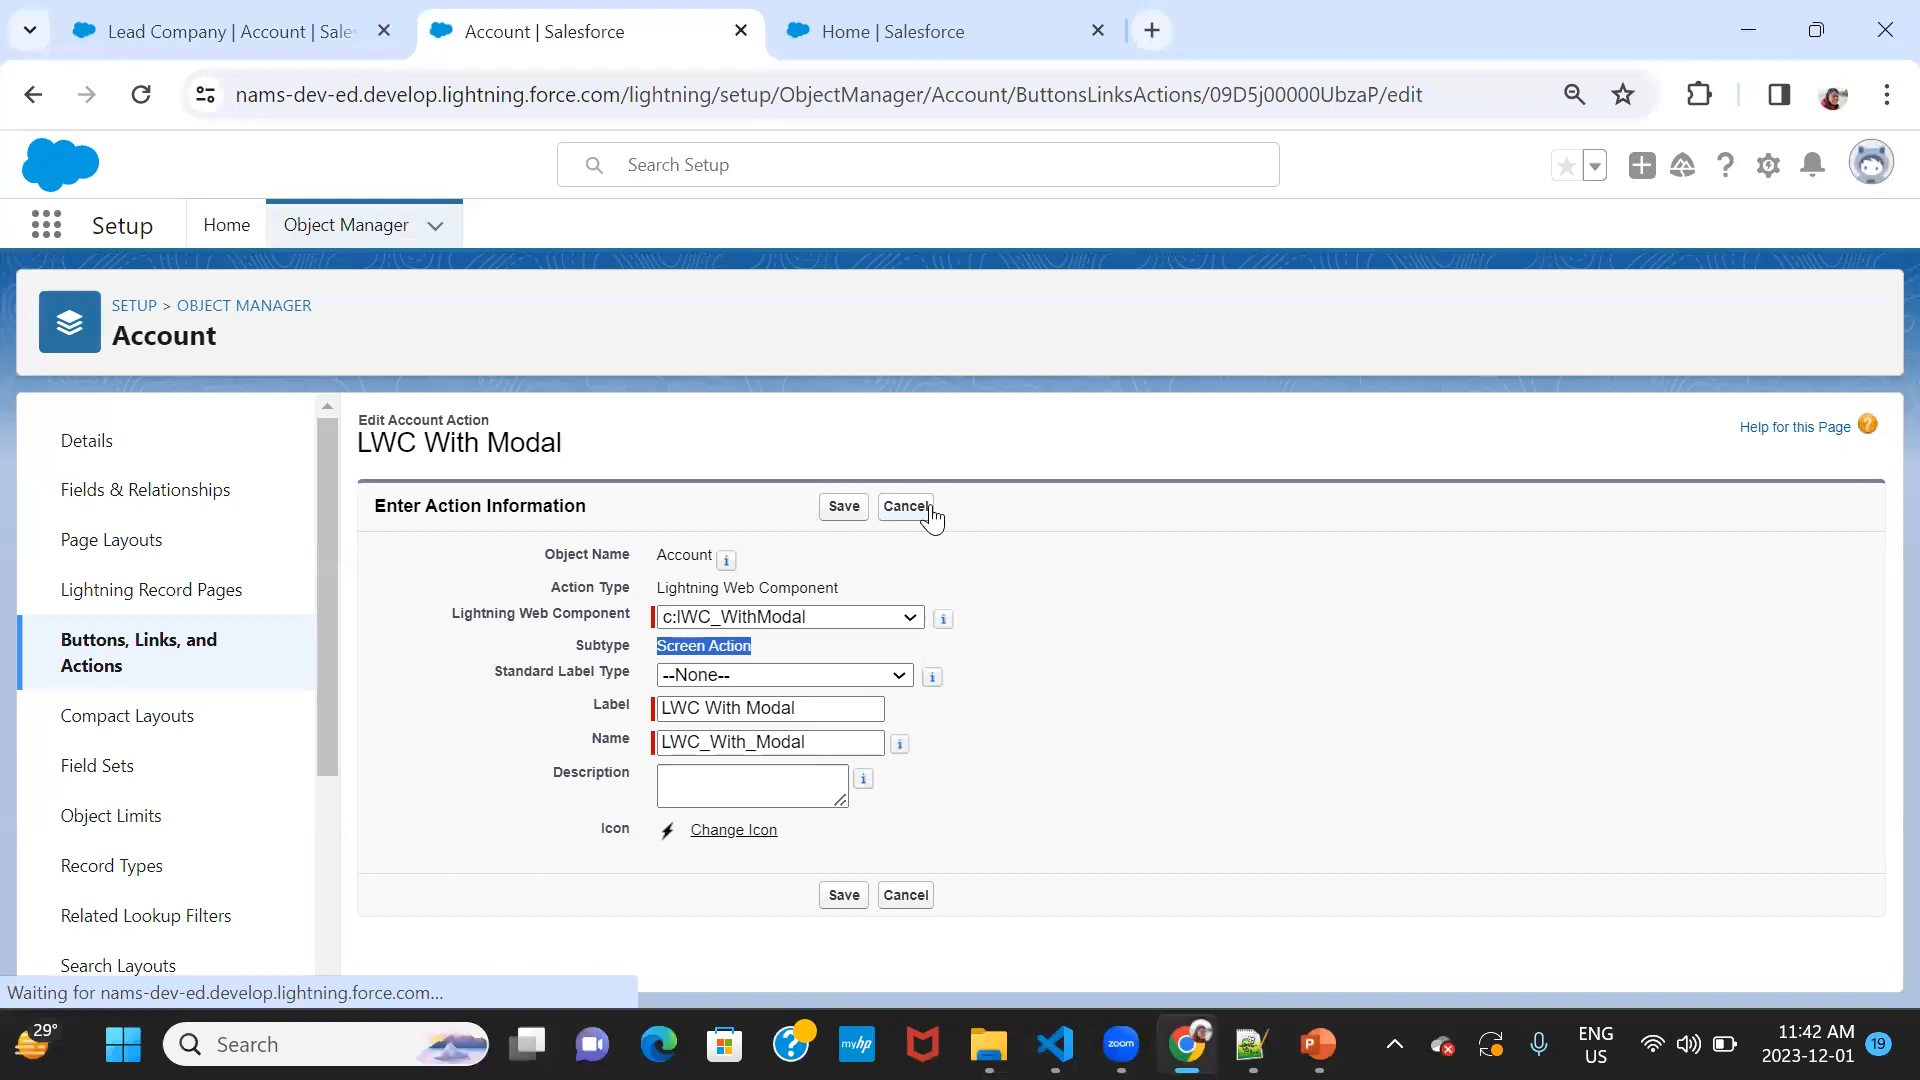 Lead Company | Account | Sales
Account | Salesforce
Home | Salesforce
nams-dev-ed.develop.lightning.force.com/lightning/setup/ObjectManager/Account/ButtonsLinksActions/09D5j00000UbzaP/edit
Search Setup
Setup
Home
Object Manager
SETUP > OBJECT MANAGER
Account
Details
Fields & Relationships
Page Layouts
Lightning Record Pages
Buttons, Links, and
Actions
Compact Layouts
Field Sets
Object Limits
Record Types
Related Lookup Filters
Search Layouts
Edit Account Action
LWC With Modal
Help for this Page
Enter Action Information
Save
Cancel
Object Name Account
Action Type Lightning Web Component
Lightning Web Component c:lWC_WithModal
Subtype Screen Action
Standard Label Type --None--
Label LWC With Modal
Name LWC_With_Modal
Description
Icon Change Icon
Save
Cancel
Waiting for nams-dev-ed.develop.lightning.force.com...
29°
Search
myhp
zoom
ENG
US
11:42 AM
2023-12-01
19